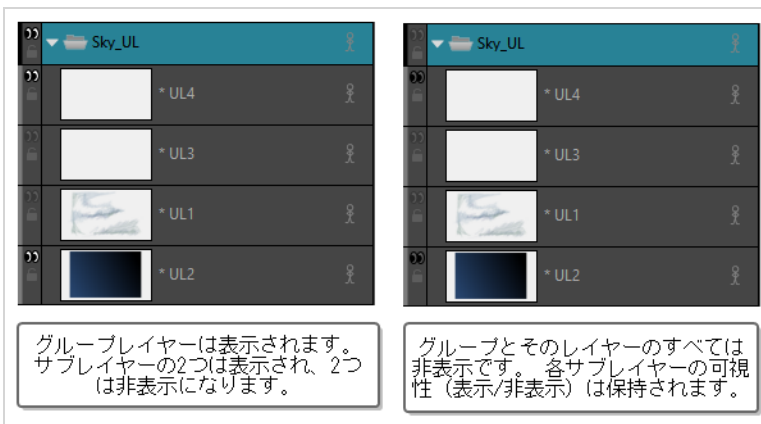 Sky_UL
* UL4
* UL3
* UL1
* UL2
グループレイヤーは表示されます。
サブレイヤーの2つは表示され、2つ
は非表示になります。
Sky_UL
* UL4
* UL3
* UL1
* UL2
グループとそのレイヤーのすべては
非表示です。 各サブレイヤーの可視
性（表示/非表示）は保持されます。